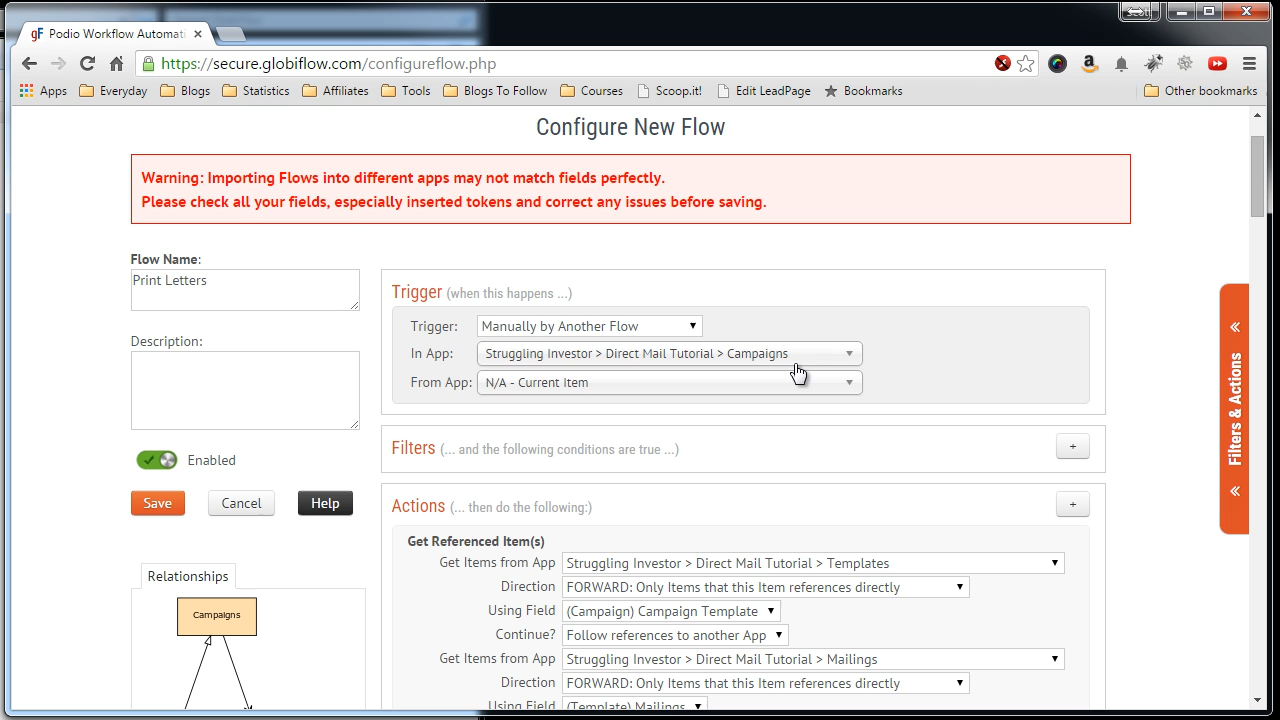 gF Podio Workflow Automati
https://secure.globiflow.com/configureflow.php
Apps Everyday Blogs Statistics Affiliates Tools Blogs To Follow Courses Scoop.it! Edit LeadPage Bookmarks Other bookmarks
Configure New Flow
Warning: Importing Flows into different apps may not match fields perfectly.
Please check all your fields, especially inserted tokens and correct any issues before saving.
Flow Name:
Print Letters
Description:
Enabled
Save Cancel Help
Relationships
Campaigns
Trigger (when this happens ...)
Trigger: Manually by Another Flow
In App: Struggling Investor > Direct Mail Tutorial > Campaigns
From App: N/A - Current Item
Filters (... and the following conditions are true ...)
+
Actions (... then do the following:)
+
Get Referenced Item(s)
Get Items from App Struggling Investor > Direct Mail Tutorial > Templates
Direction FORWARD: Only Items that this Item references directly
Using Field (Campaign) Campaign Template
Continue? Follow references to another App
Get Items from App Struggling Investor > Direct Mail Tutorial > Mailings
Direction FORWARD: Only Items that this Item references directly
Using Field (Template) Mailings
Filters & Actions